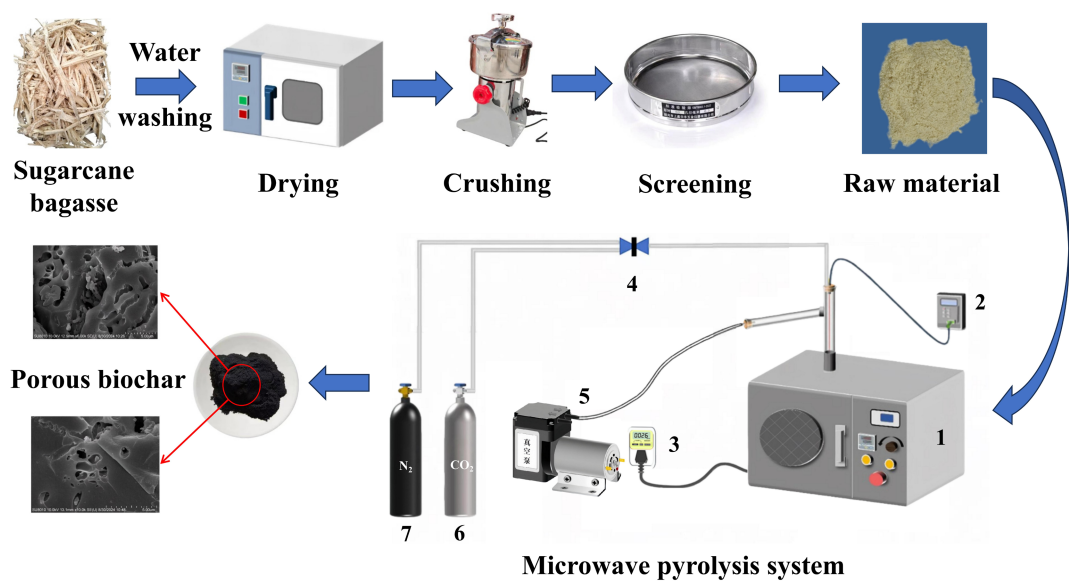 Water
washing
Sugarcane
bagasse
Drying
Crushing
Screening
Raw material
Porous biochar
4
2
1
5
3
0026
真空泵
N₂
CO₂
7
6
Microwave pyrolysis system